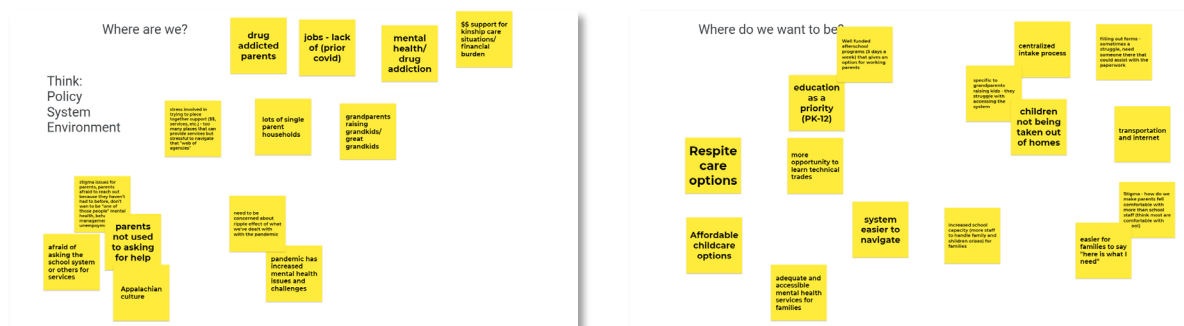 Where are we?
Think:
Policy
System
Environment
drug
addicted
parents
jobs - lack
of (prior
covid)
mental
health/
drug
addiction
$$ support for
kinship care
situations/
financial
burden
stress involved in
trying to piece
together support ($$,
services, etc.) - too
many places that can
provide services but
stressful to navigate
that "web of
agencies"
lots of single
parent
households
grandparents
raising
grandkids/
great
grandkids
stigma issues for
parents, parents
afraid to reach out
because they haven't
had to before, don't
want to be "one of
those people" mental
health,
parents
not used
to asking
for help
afraid of
asking the
school system
or others for
services
Appalachian
culture
need to be
concerned about
ripple effect of what
we've dealt with
with the pandemic
pandemic has
increased
mental health
issues and
challenges
Where do we want to be?
Well funded
afterschool
programs (5 days a
week) that gives an
option for working
parents
education
as a
priority
(PK-12)
centralized
intake process
filling out forms -
sometimes a
struggle, need
someone there that
could assist with the
paperwork
specific to
grandparents
raising kids - they
struggle with
accessing the
system
children
not being
taken out
of homes
transportation
and internet
Respite
care
options
more
opportunity to
learn technical
trades
Affordable
childcare
options
system
easier to
navigate
increased school
capacity (more staff
to handle family and
children crises) for
families
Stigma - how do we
make parents fell
comfortable with
more than school
staff (think most are
comfortable with
easier for
families to say
"here is what I
need"
adequate and
accessible
mental health
services for
families